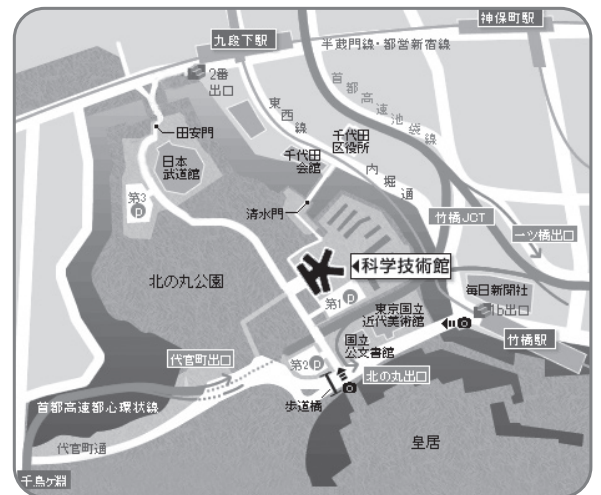 神保町駅
九段下駅
半蔵門線・都営新宿線
2番
出口
首都高速池袋線
東西線
田安門
千代田
区役所
日本
武道館
千代田
会館
内堀通
第3
P
清水門
竹橋JCT
一ツ橋出口
◀科学技術館
北の丸公園
毎日新聞社
第1 P
東京国立
近代美術館
1b出口
国立
公文書館
竹橋駅
代官町出口
第2 P
北の丸出口
首都高速都心環状線
歩道橋
代官町通
皇居
千鳥ヶ淵